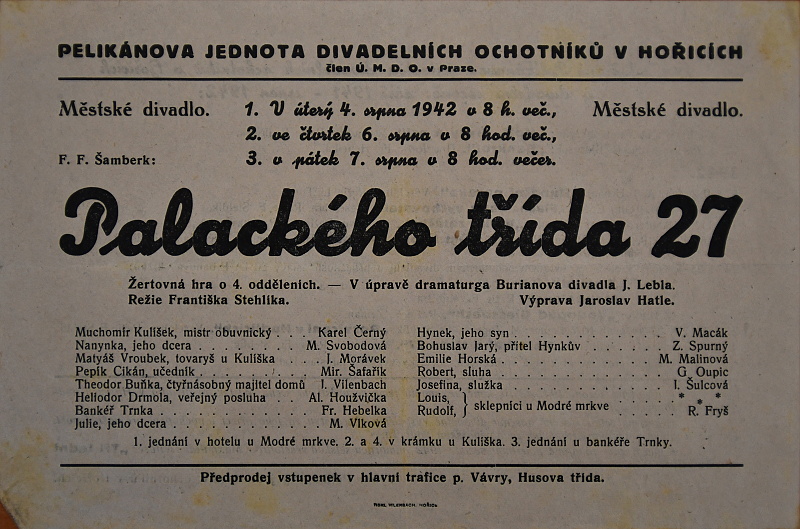 PELIKÁNOVA JEDNOTA DIVADELNÍCH OCHOTNÍKŮ V HOŘICÍCH
člen Ú. M. D. O. v Praze.
Městské divadlo. 1. V úterý 4. srpna 1942 v 8 h. več., Městské divadlo.
2. ve čtvrtek 6. srpna v 8 hod. več.,
F. F. Šamberk: 3. v pátek 7. srpna v 8 hod. večer.
Palackého třída 27
Žertovná hra o 4. odděleních. — V úpravě dramaturga Burianova divadla J. Lebla.
Režie Františka Stehlíka. Výprava Jaroslav Hatle.
Muchomír Kulíšek, mistr obuvnický . . . Karel Černý
Nanynka, jeho dcera . . . . . . . . . . M. Svobodová
Matyáš Vroubek, tovaryš u Kulíška . . . J. Morávek
Pepík Cikán, učedník . . . . . . . . . . Mir. Šafařík
Theodor Buňka, čtyřnásobný majitel domů I. Vilenbach
Heliodor Drmola, veřejný posluha . . . Al. Houžvička
Bankéř Trnka . . . . . . . . . . . . . Fr. Hebelka
Julie, jeho dcera . . . . . . . . . . . M. Vlková
Hynek, jeho syn . . . . . . . . . . . . V. Macák
Bohuslav Jarý, přítel Hynkův . . . . . . Z. Spurný
Emilie Horská . . . . . . . . . . . . . M. Malinová
Robert, sluha . . . . . . . . . . . . . G. Oupic
Josefina, služka . . . . . . . . . . . . I. Šulcová
Louis, } sklepníci u Modré mrkve . . . . * * *
Rudolf, } R. Fryš
1. jednání v hotelu u Modré mrkve. 2. a 4. v krámku u Kulíška. 3. jednání u bankéře Trnky.
Předprodej vstupenek v hlavní trafice p. Vávry, Husova třída.
TISKL VILENBACH, HOŘICE